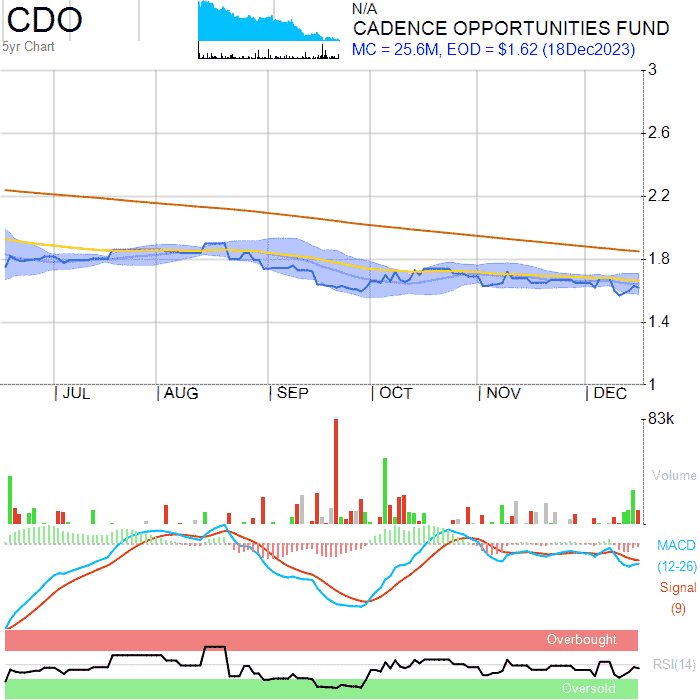 CDO
5yr Chart
N/A
CADENCE OPPORTUNITIES FUND
MC = 25.6M, EOD = $1.62 (18Dec2023)
3
2.6
2.2
1.8
1.4
1
JUL AUG SEP OCT NOV DEC
83k
Volume
MACD
(12-26)
Signal
(9)
Overbought
RSI(14)
Oversold